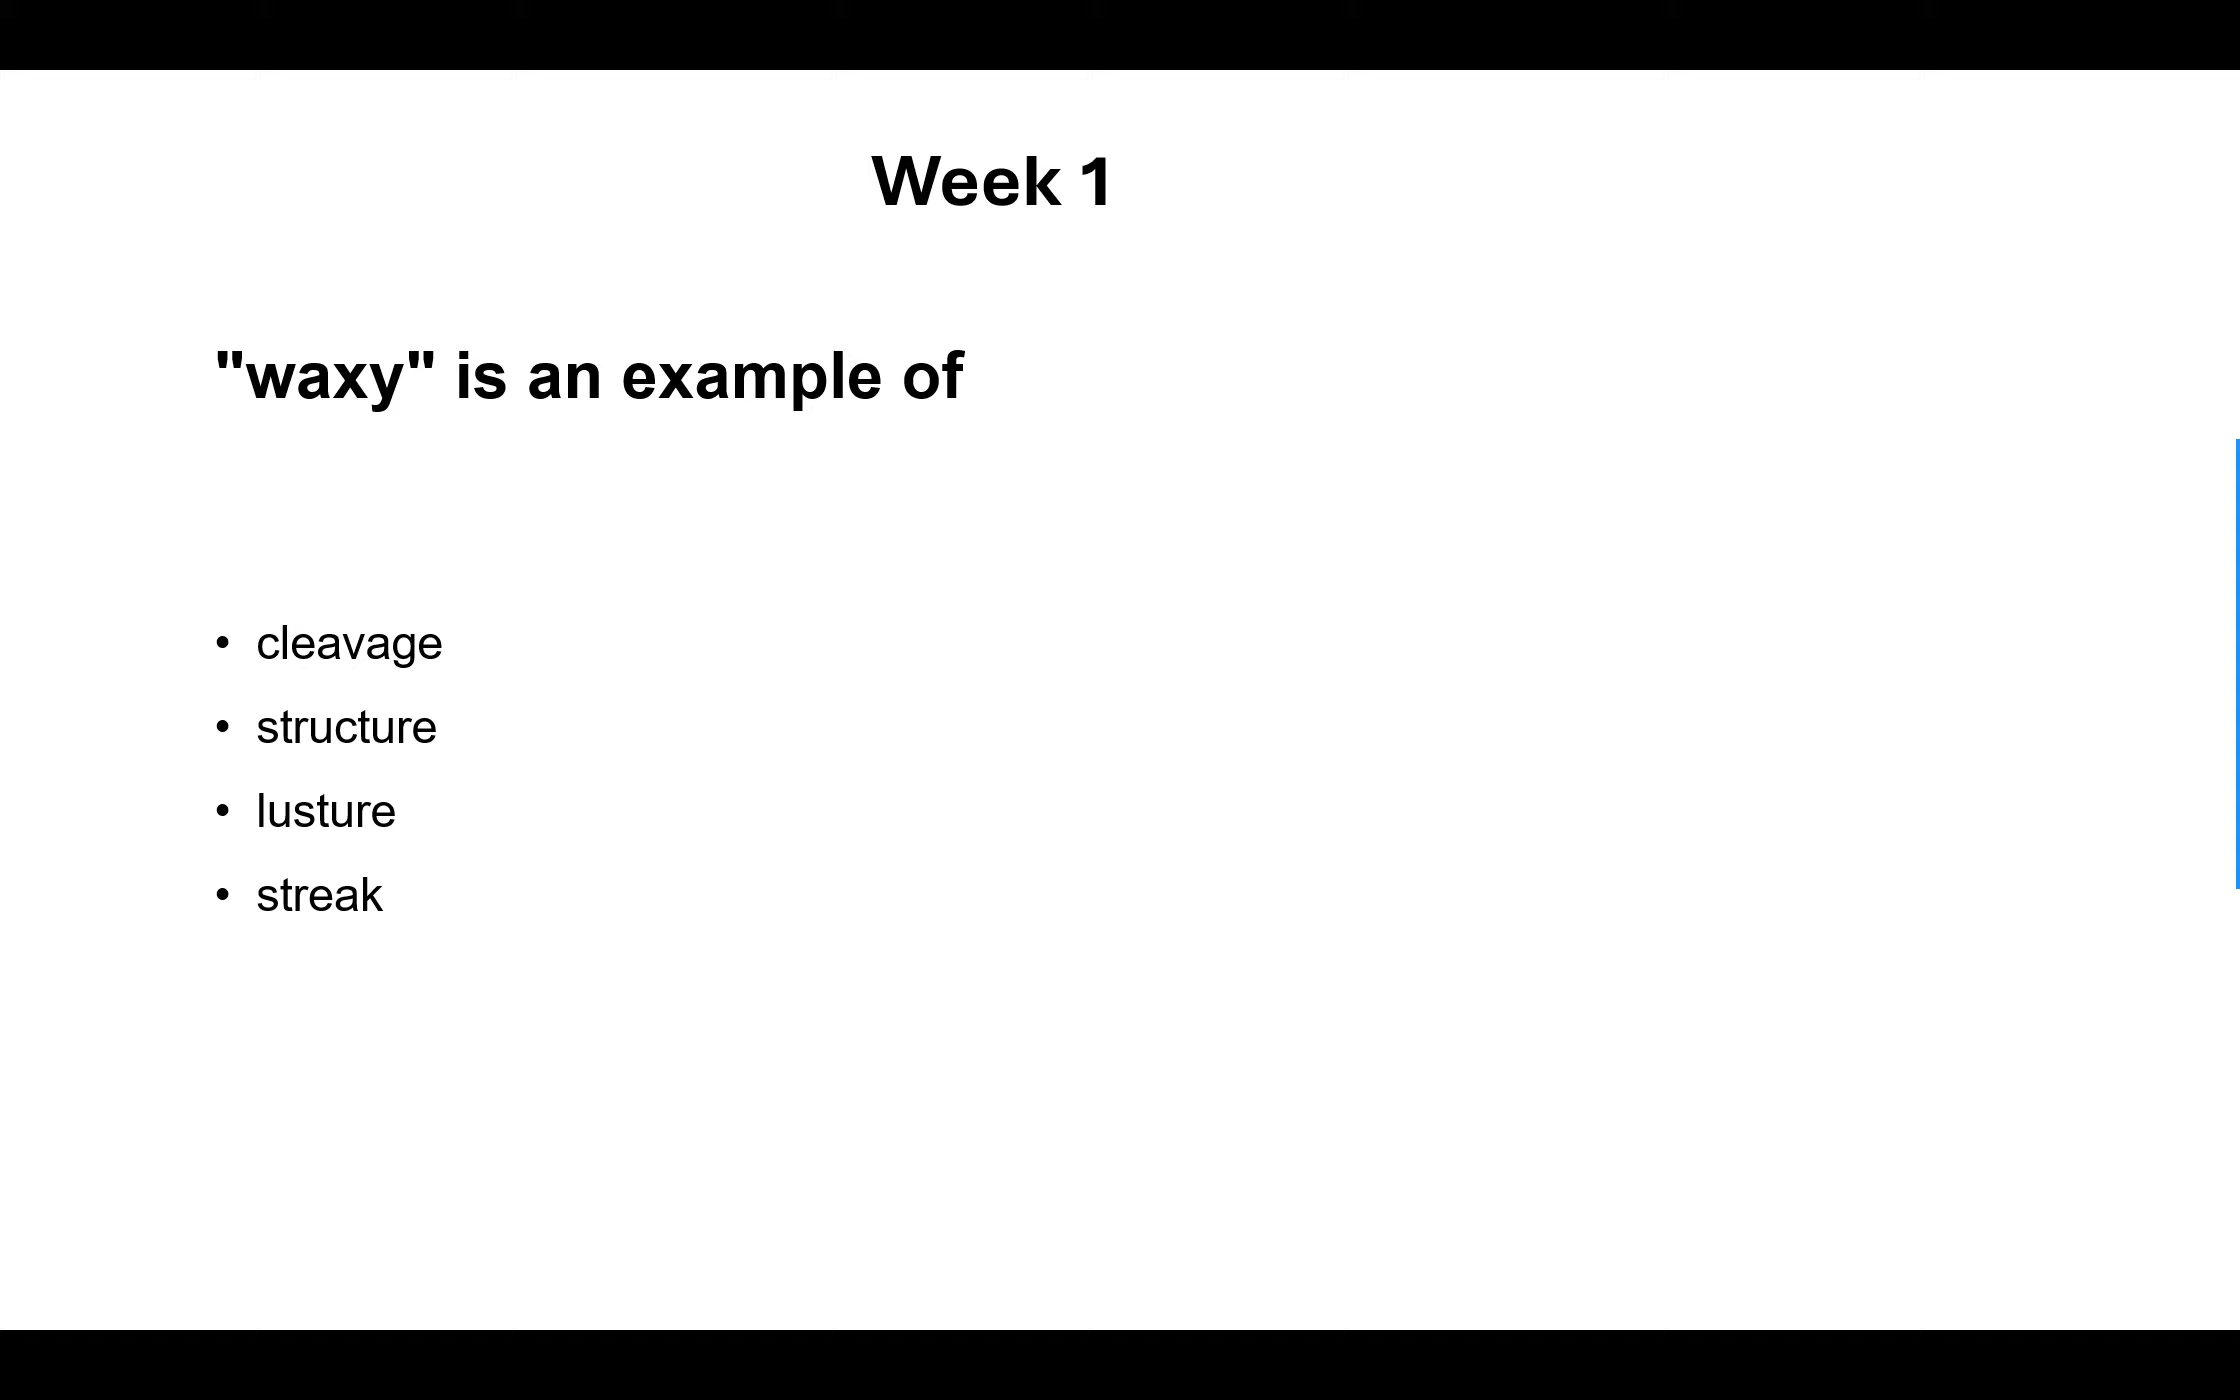 Week 1
"waxy" is an example of
• cleavage
• structure
• lusture
• streak